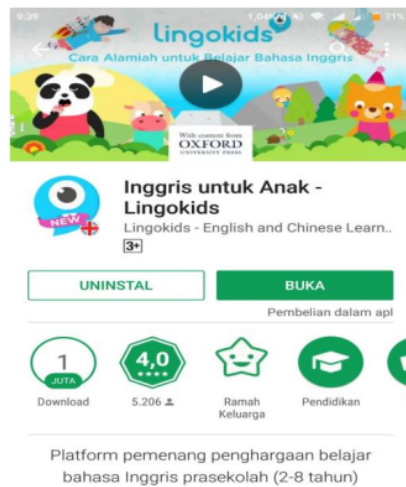 9:39
71%
Lingokids
Cara Alamiah untuk Belajar Bahasa Inggris
With content from
OXFORD
UNIVERSITY PRESS
Inggris untuk Anak -
Lingokids
NEW
Lingokids - English and Chinese Learn..
3+
UNINSTAL
BUKA
Pembelian dalam apl
1
JUTA
4,0
Download
5.206
Ramah
Keluarga
Pendidikan
Platform pemenang penghargaan belajar
bahasa Inggris prasekolah (2-8 tahun)